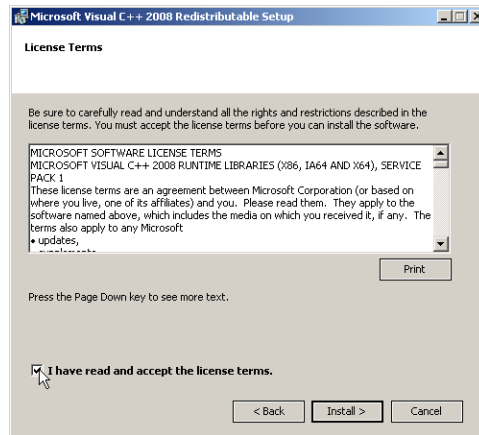 Microsoft Visual C++ 2008 Redistributable Setup
License Terms
Be sure to carefully read and understand all the rights and restrictions described in the
license terms. You must accept the license terms before you can install the software.
MICROSOFT SOFTWARE LICENSE TERMS
MICROSOFT VISUAL C++ 2008 RUNTIME LIBRARIES (X86, IA64 AND X64), SERVICE
PACK 1
These license terms are an agreement between Microsoft Corporation (or based on
where you live, one of its affiliates) and you. Please read them. They apply to the
software named above, which includes the media on which you received it, if any. The
terms also apply to any Microsoft
• updates,
Print
Press the Page Down key to see more text.
I have read and accept the license terms.
< Back
Install >
Cancel